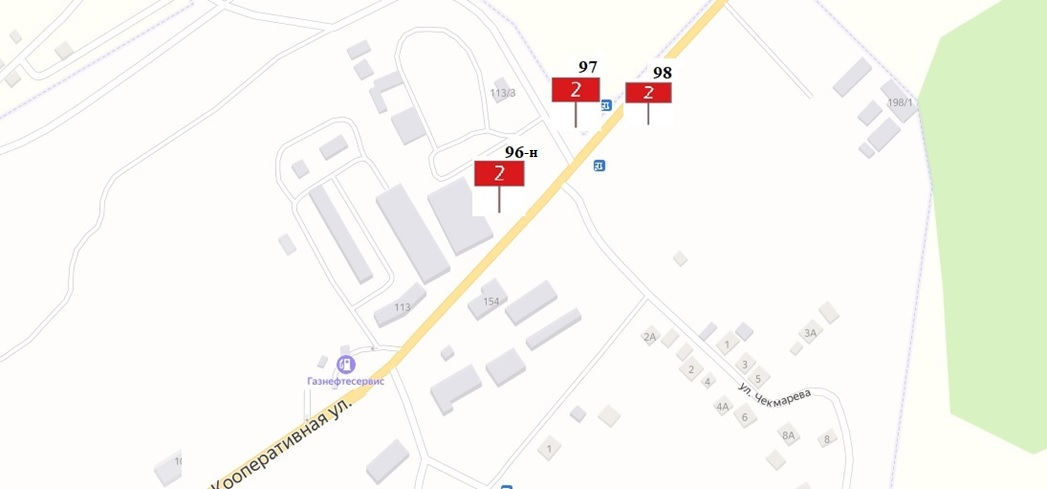 97
2
98
2
113/3
198/1
96-н
2
113
154
Газнефтесервис
Кооперативная ул.
2А
1
3А
3
5
2
4
ул. Чекмарева
4А
6
8А
8
1